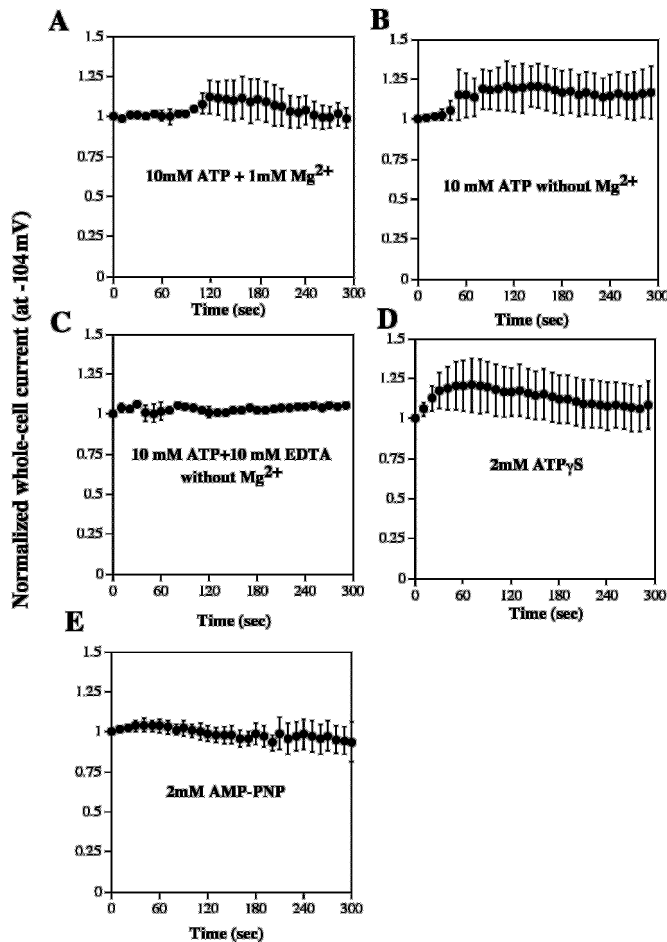 Normalized whole-cell current (at -104 mV)
A
1.5
1.25
1
0.75
0.5
0.25
0
10mM ATP + 1mM Mg2+
0 60 120 180 240 300
Time (sec)
B
1.5
1.25
1
0.75
0.5
0.25
0
10 mM ATP without Mg2+
0 60 120 180 240 300
Time (sec)
C
1.5
1.25
1
0.75
0.5
0.25
0
10 mM ATP+10 mM EDTA
without Mg2+
0 60 120 180 240 300
Time (sec)
D
1.5
1.25
1
0.75
0.5
0.25
0
2mM ATPγS
0 60 120 180 240 300
Time (sec)
E
1.5
1.25
1
0.75
0.5
0.25
0
2mM AMP-PNP
0 60 120 180 240 300
Time (sec)